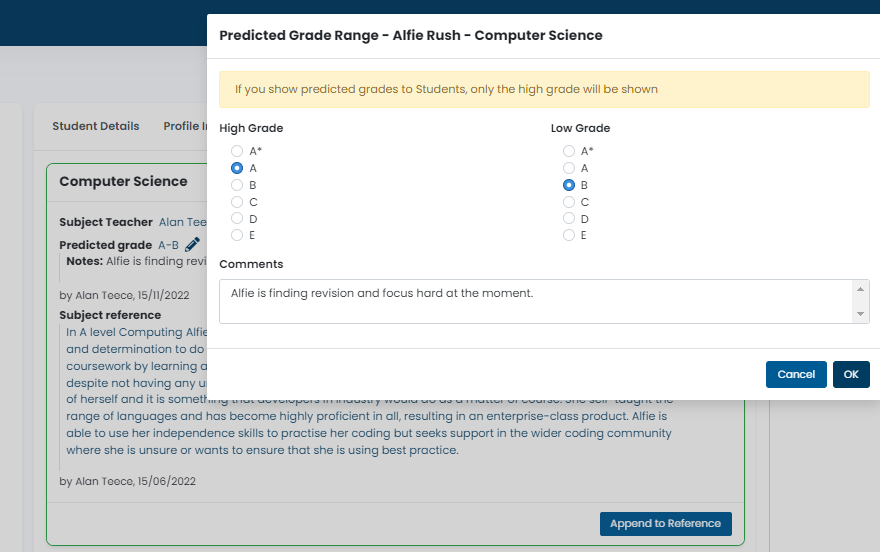 Predicted Grade Range - Alfie Rush - Computer Science
If you show predicted grades to Students, only the high grade will be shown
High Grade
A*
A
B
C
D
E
Low Grade
A*
A
B
C
D
E
Comments
Alfie is finding revision and focus hard at the moment.
Cancel OK
Student Details Profile
Computer Science
Subject Teacher Alan Tee
Predicted grade A-B
Notes: Alfie is finding revi
by Alan Teece, 15/11/2022
Subject reference
In A level Computing Alfie
and determination to do
coursework by learning a
despite not having any
of herself and it is something that developers in industry would do as a matter of course. She self-taught the
range of languages and has become highly proficient in all, resulting in an enterprise-class product. Alfie is
able to use her independence skills to practise her coding but seeks support in the wider coding community
where she is unsure or wants to ensure that she is using best practice.
by Alan Teece, 15/06/2022
Append to Reference